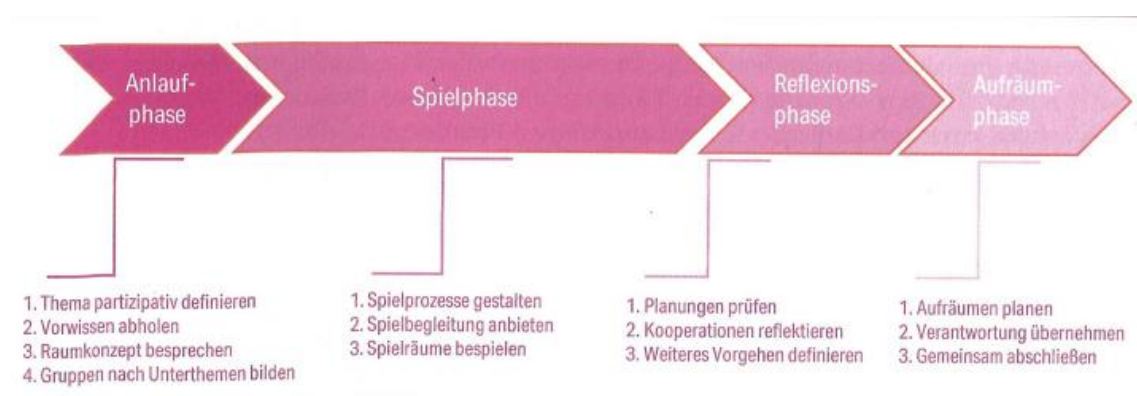 Anlauf-
phase
Spielphase
Reflexions-
phase
Aufräum-
phase
1. Thema partizipativ definieren
2. Vorwissen abholen
3. Raumkonzept besprechen
4. Gruppen nach Unterthemen bilden
1. Spielprozesse gestalten
2. Spielbegleitung anbieten
3. Spielräume bespielen
1. Planungen prüfen
2. Kooperationen reflektieren
3. Weiteres Vorgehen definieren
1. Aufräumen planen
2. Verantwortung übernehmen
3. Gemeinsam abschließen